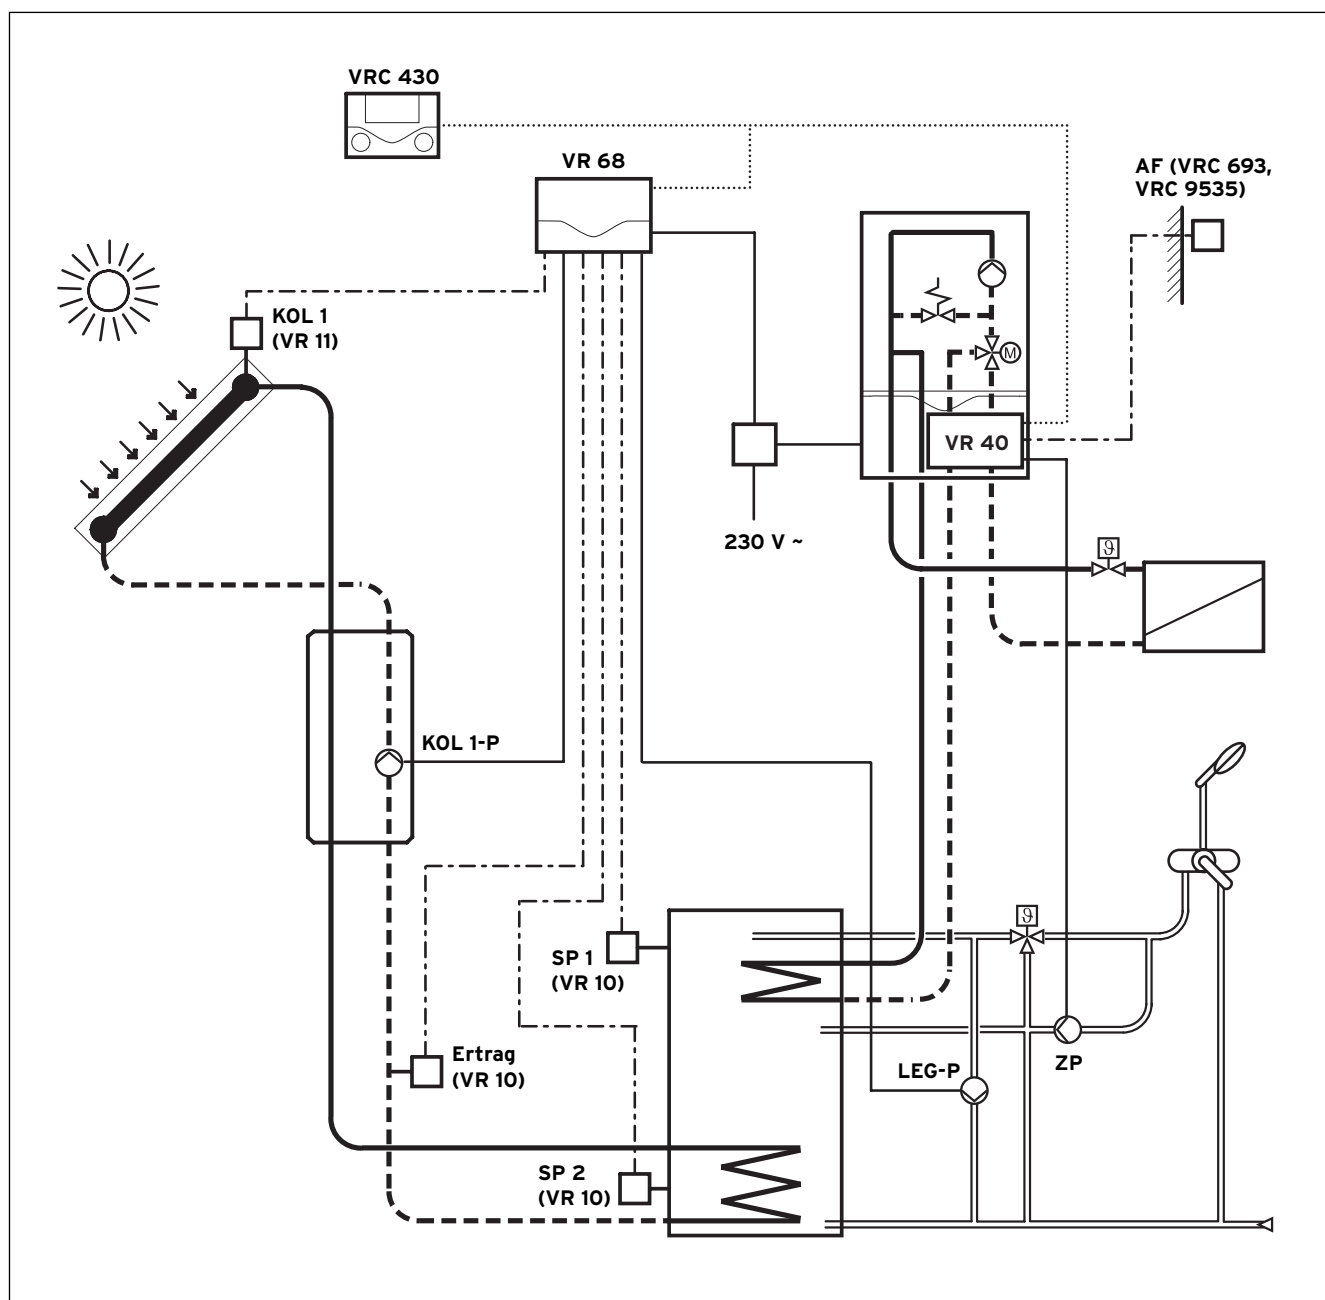 VRC 430
VR 68
AF (VRC 693,
VRC 9535)
KOL 1
(VR 11)
M
VR 40
230 V ~
ϑ
KOL 1-P
ϑ
SP 1
(VR 10)
Ertrag
(VR 10)
LEG-P
ZP
SP 2
(VR 10)